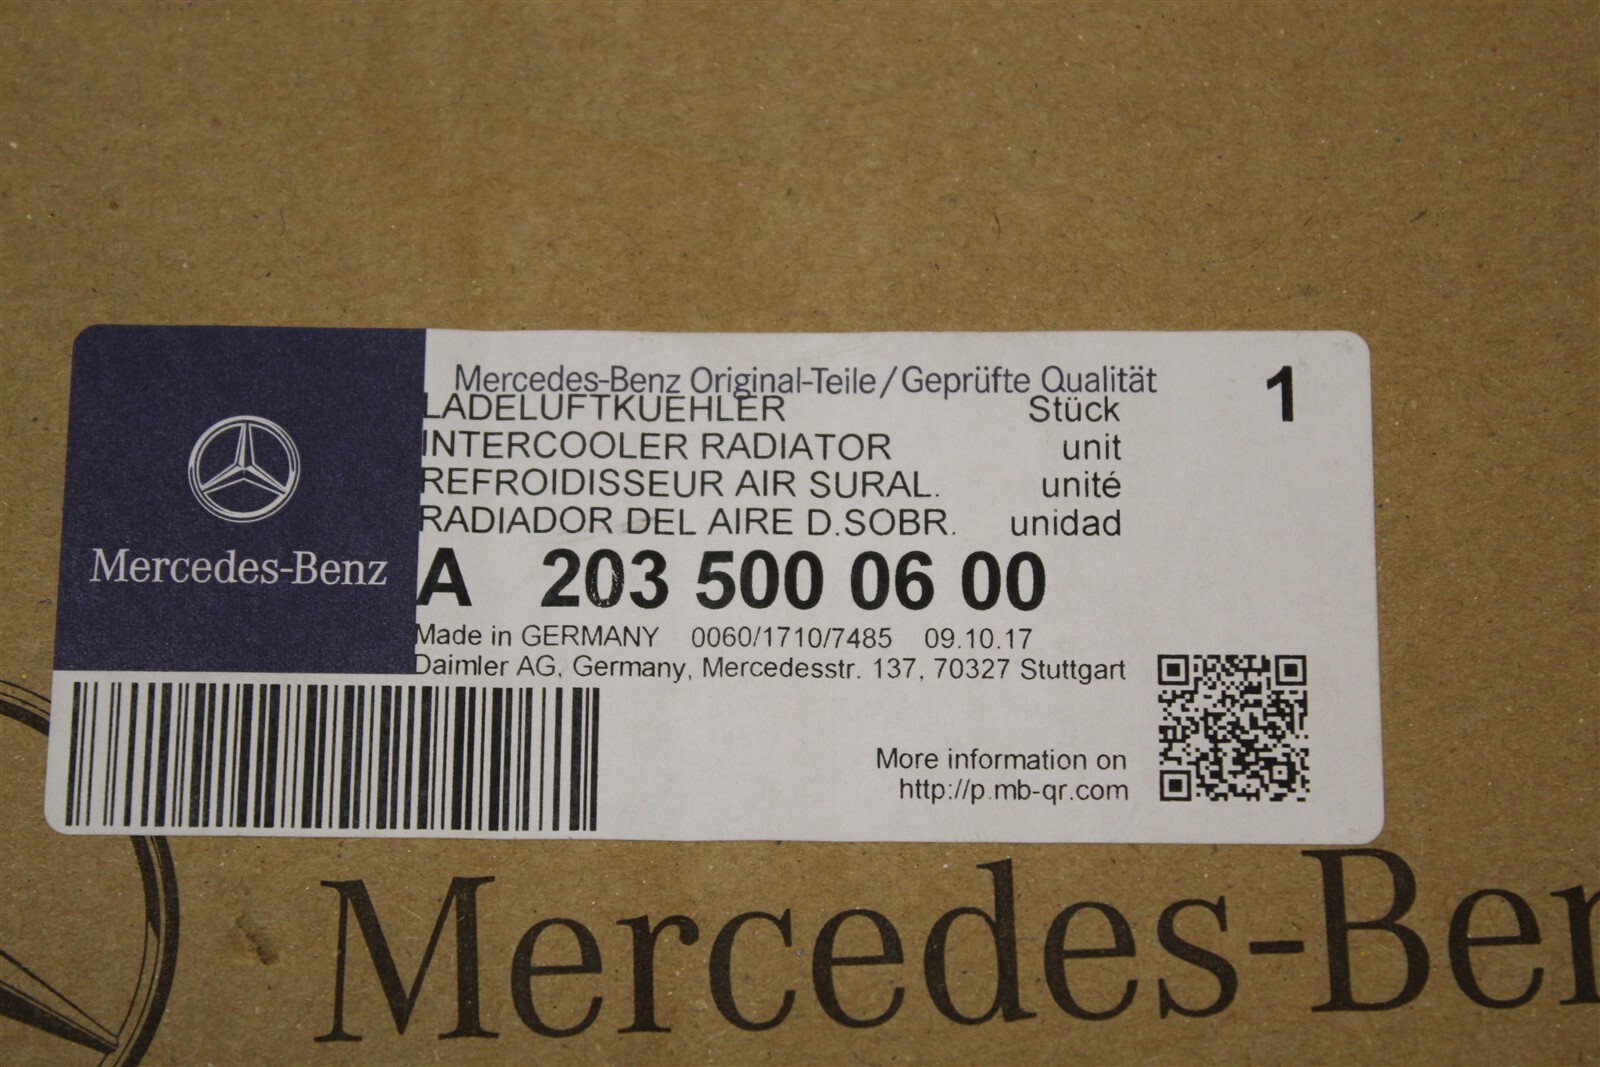 Mercedes-Benz Original-Teile/Geprüfte Qualität
1
LADELUFTKUEHLER Stück
INTERCOOLER RADIATOR unit
REFROIDISSEUR AIR SURAL. unité
RADIADOR DEL AIRE D.SOBR. unidad
Mercedes-Benz
A 203 500 06 00
Made in GERMANY 0060/1710/7485 09.10.17
Daimler AG, Germany, Mercedesstr. 137, 70327 Stuttgart
More information on
http://p.mb-qr.com
Mercedes-Ben